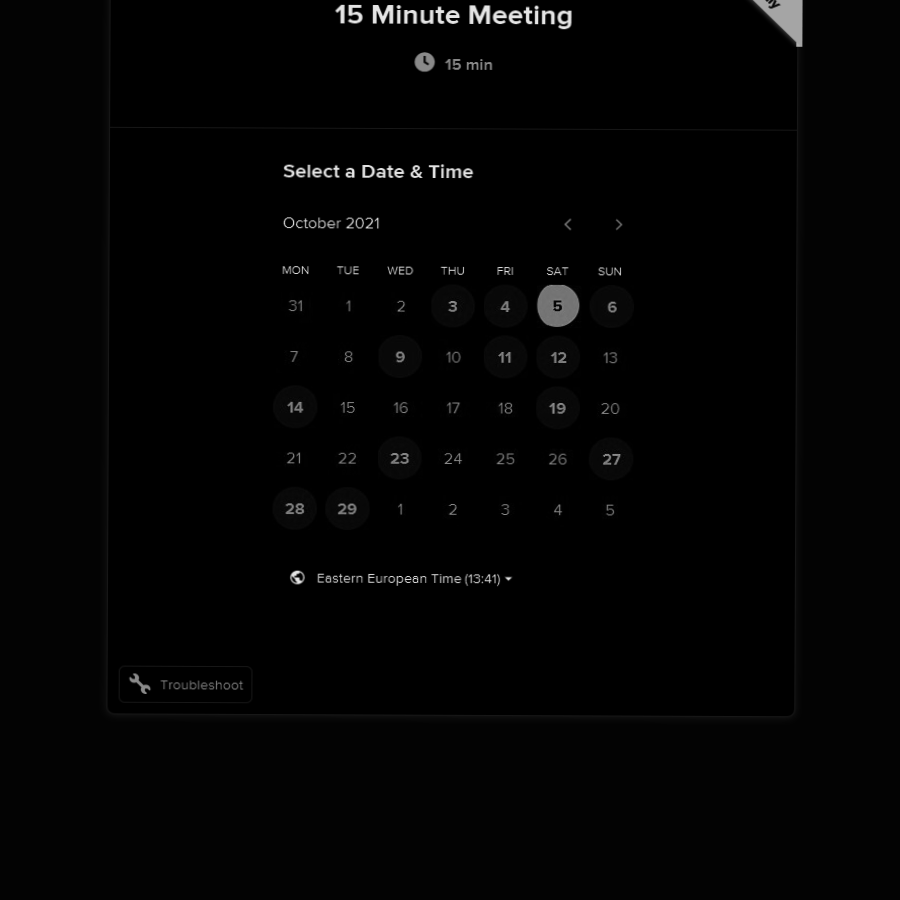 15 Minute Meeting
15 min
Select a Date & Time
October 2021
MON TUE WED THU FRI SAT SUN
31 1 2 3 4 5 6
7 8 9 10 11 12 13
14 15 16 17 18 19 20
21 22 23 24 25 26 27
28 29 1 2 3 4 5
Eastern European Time (13:41)
Troubleshoot